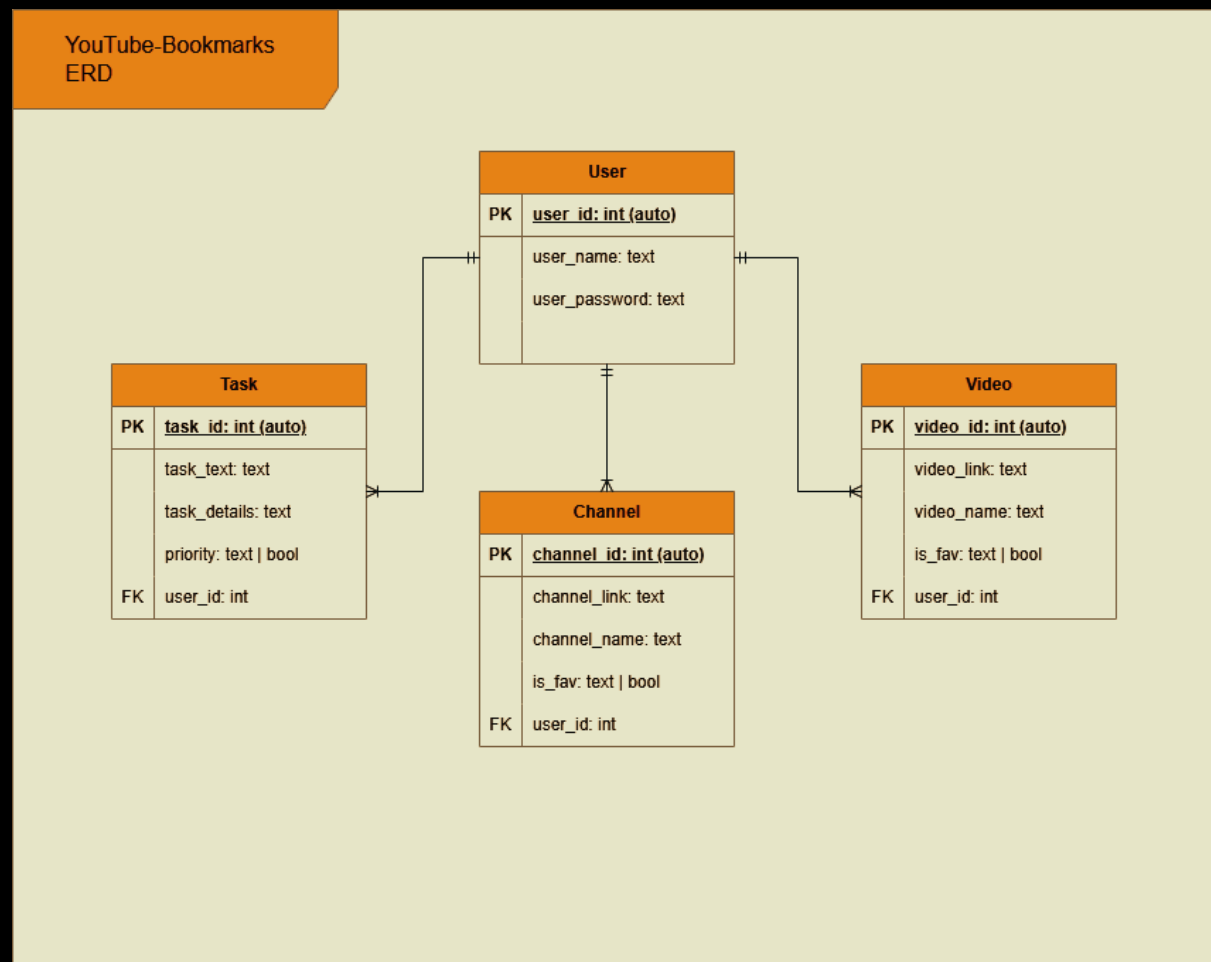 YouTube-Bookmarks
ERD
User
PK user_id: int (auto)
user_name: text
user_password: text
Task
PK task_id: int (auto)
task_text: text
task_details: text
priority: text | bool
FK user_id: int
Channel
PK channel_id: int (auto)
channel_link: text
channel_name: text
is_fav: text | bool
FK user_id: int
Video
PK video_id: int (auto)
video_link: text
video_name: text
is_fav: text | bool
FK user_id: int